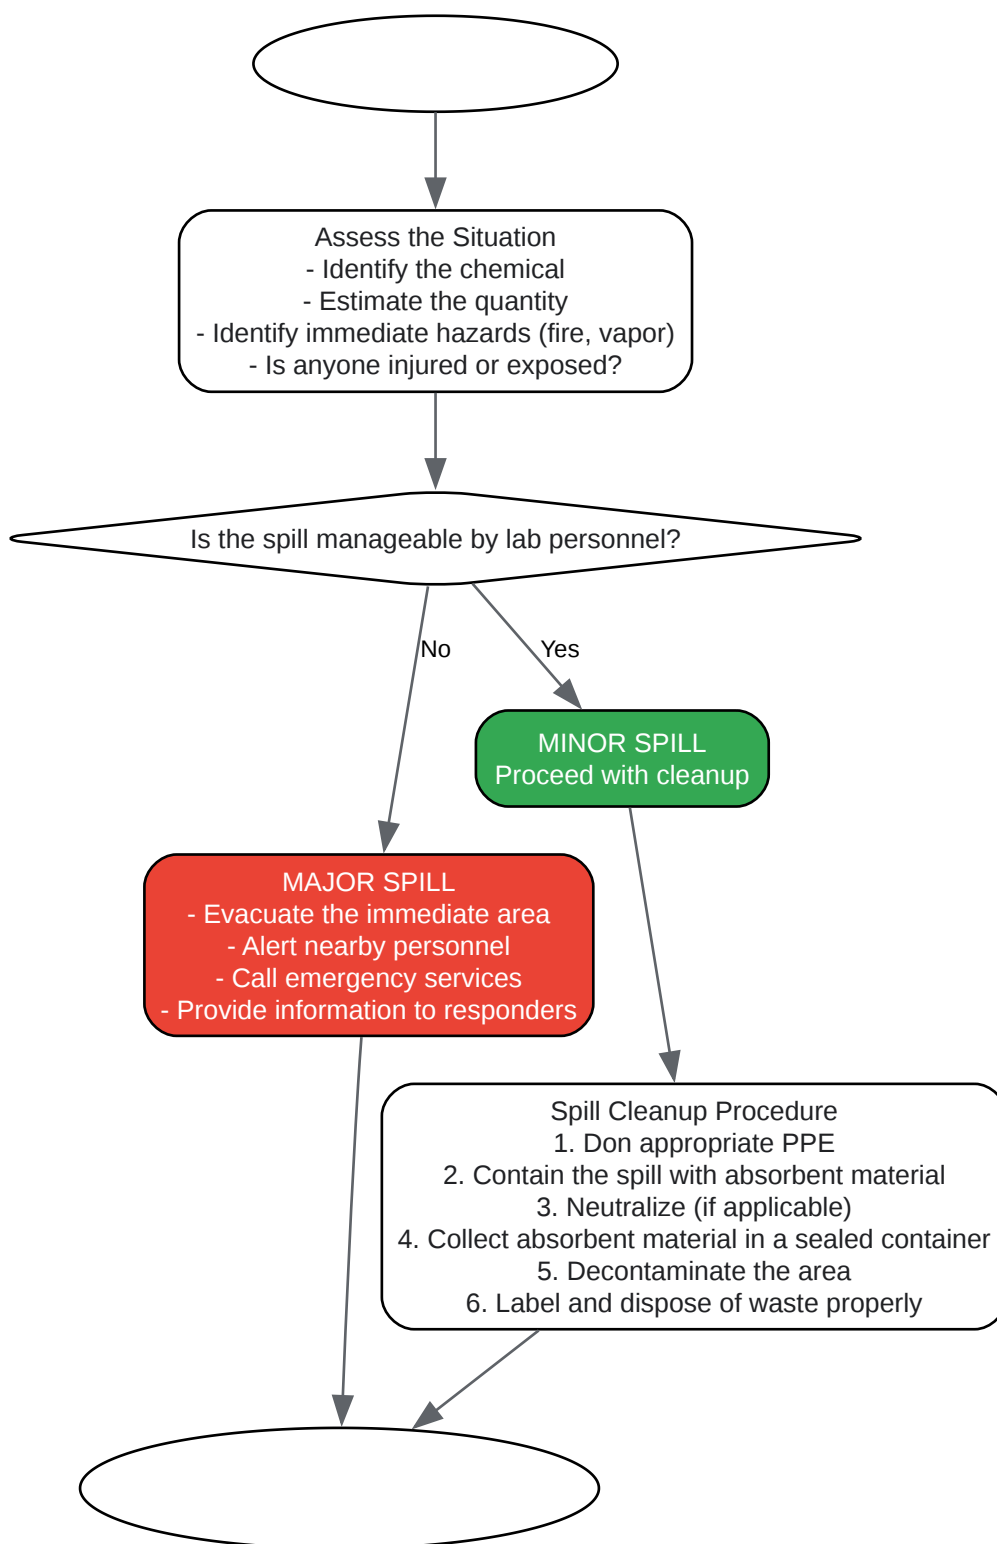 Assess the Situation
- Identify the chemical
- Estimate the quantity
- Identify immediate hazards (fire, vapor)
- Is anyone injured or exposed?
Is the spill manageable by lab personnel?
No
Yes
MINOR SPILL
Proceed with cleanup
MAJOR SPILL
- Evacuate the immediate area
- Alert nearby personnel
- Call emergency services
- Provide information to responders
Spill Cleanup Procedure
1. Don appropriate PPE
2. Contain the spill with absorbent material
3. Neutralize (if applicable)
4. Collect absorbent material in a sealed container
5. Decontaminate the area
6. Label and dispose of waste properly